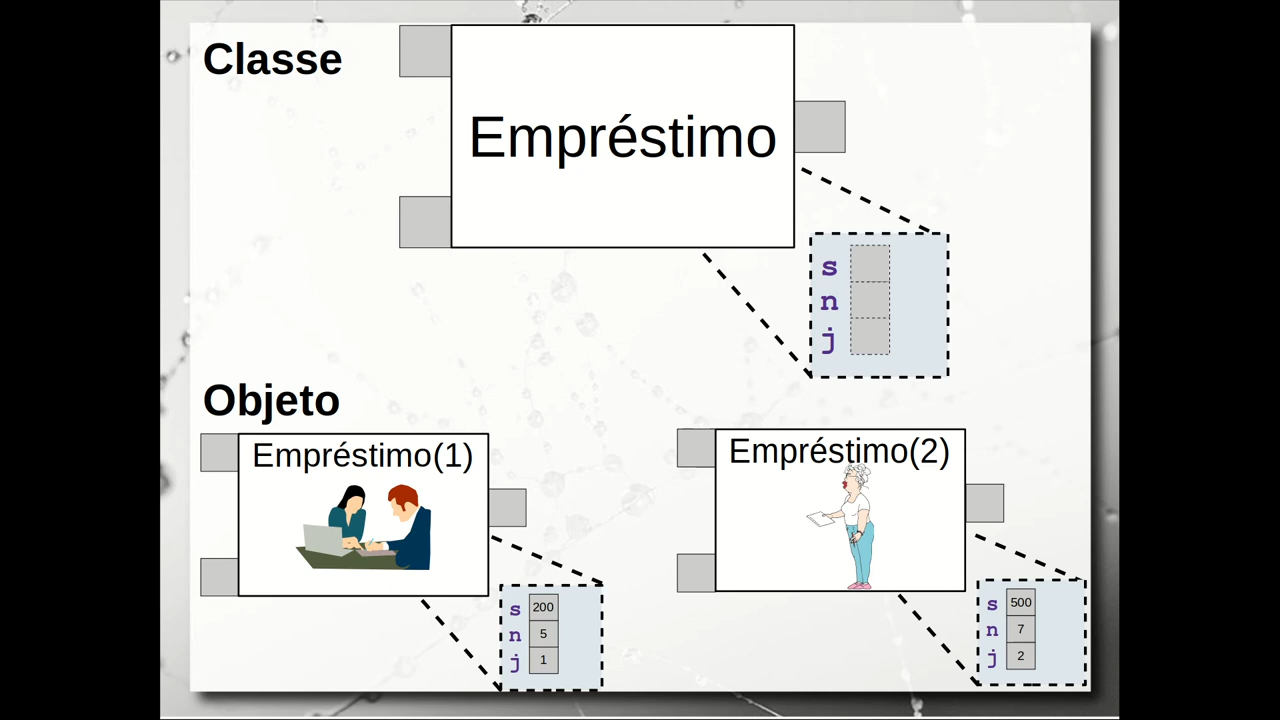 Classe
Empréstimo
s
n
j
Objeto
Empréstimo(1)
s 200
n 5
j 1
Empréstimo(2)
s 500
n 7
j 2